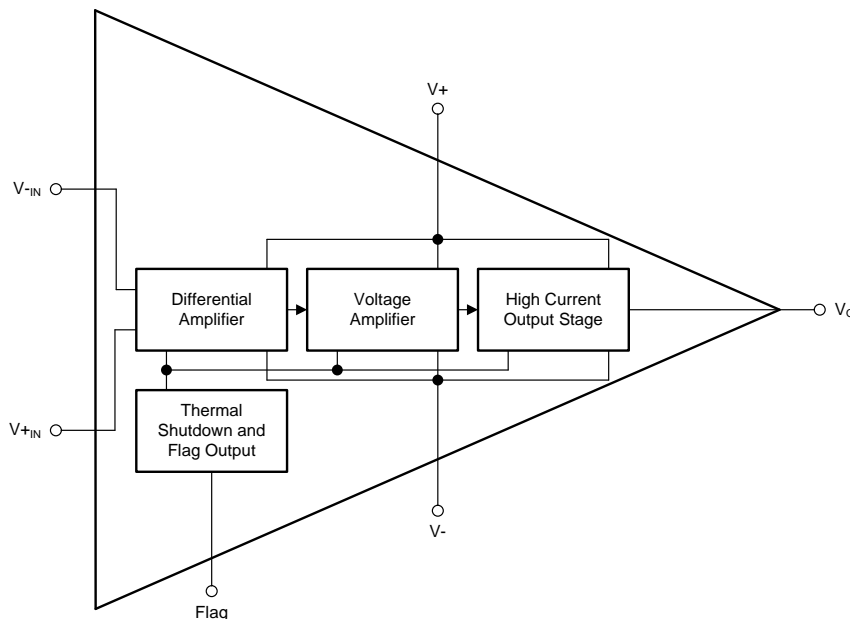 V+
V-IN
Differential
Amplifier
Voltage
Amplifier
High Current
Output Stage
V+IN
Thermal
Shutdown and
Flag Output
V-
Flag